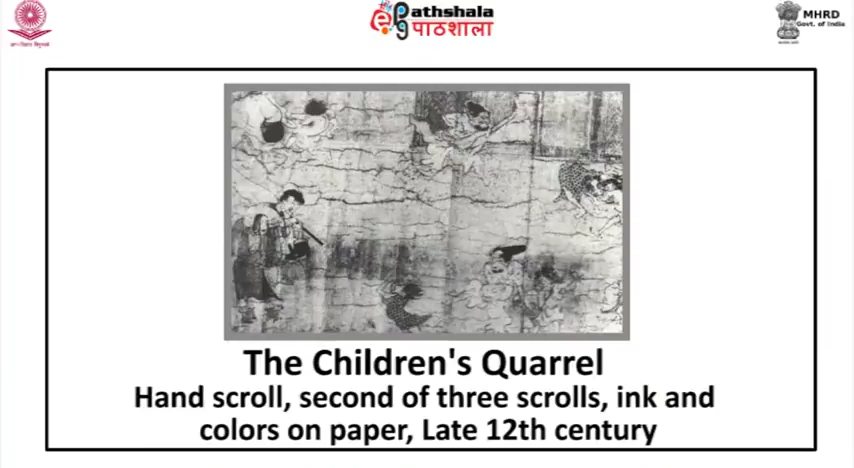 ePathshala
पाठशाला
MHRD
Govt. of India
The Children's Quarrel
Hand scroll, second of three scrolls, ink and
colors on paper, Late 12th century